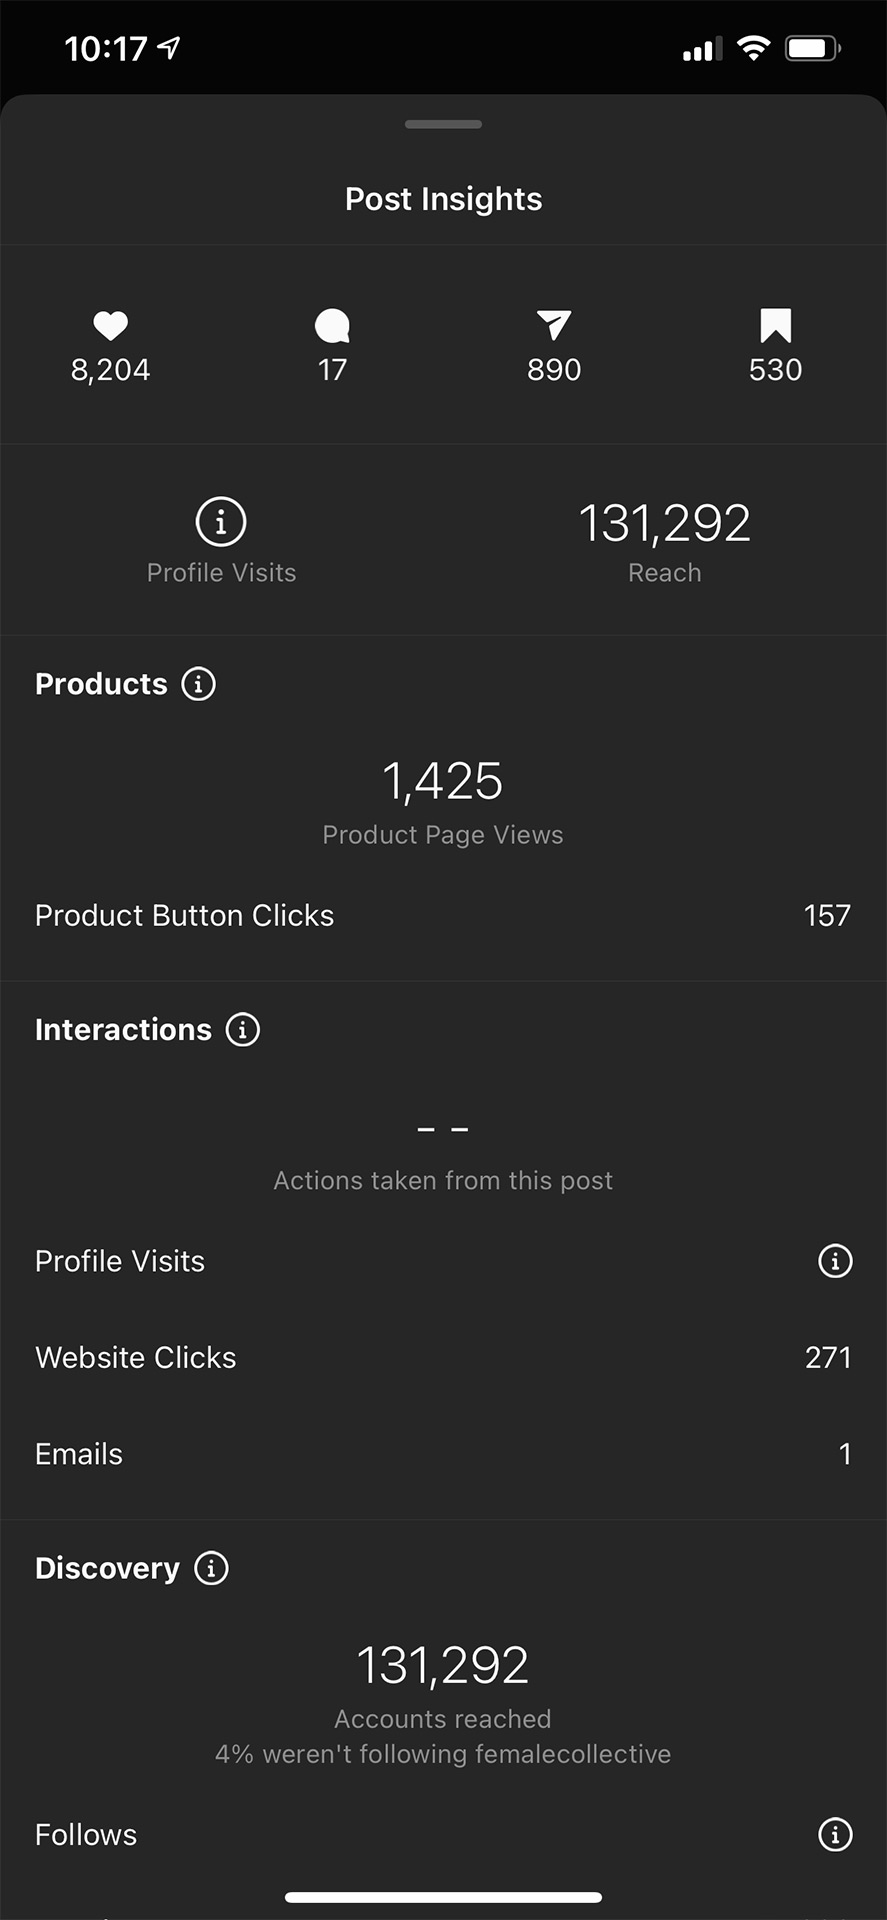 10:17
Post Insights
8,204 17 890 530
131,292
Profile Visits Reach
Products
1,425
Product Page Views
Product Button Clicks 157
Interactions
– –
Actions taken from this post
Profile Visits
Website Clicks 271
Emails 1
Discovery
131,292
Accounts reached
4% weren't following femalecollective
Follows